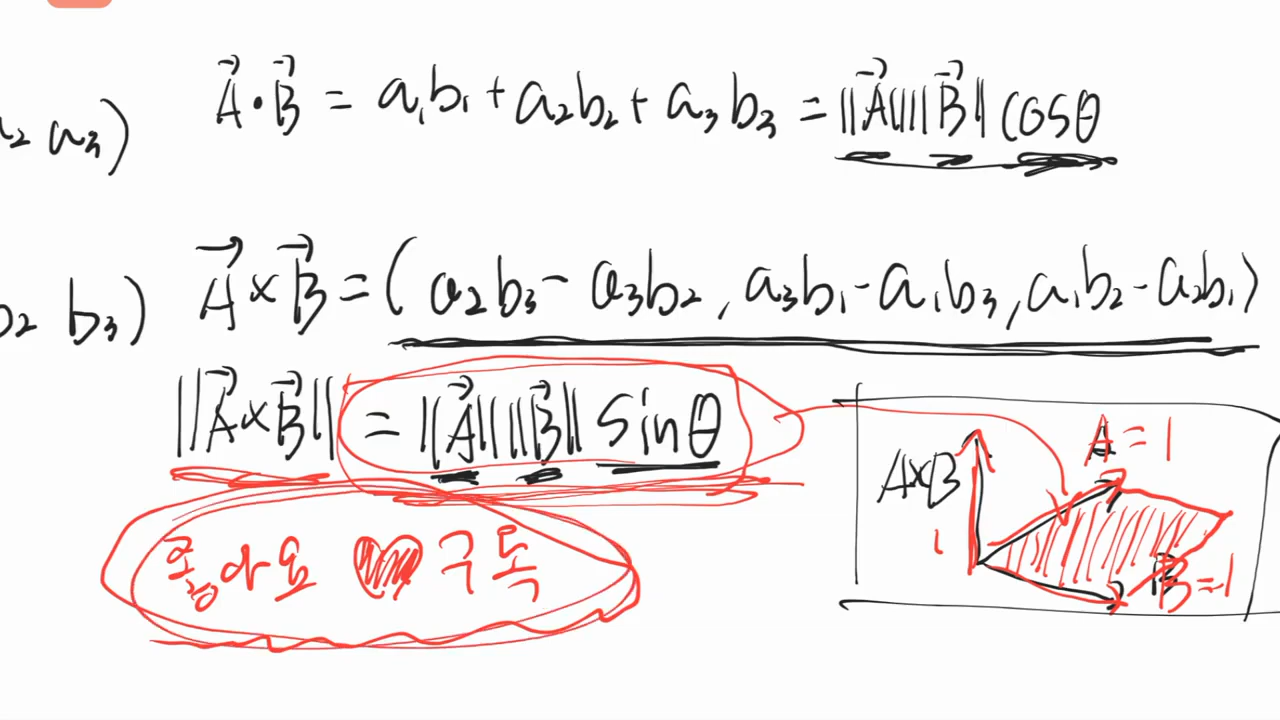 a₂ a₃)
A⃗·B⃗ = a₁b₁ + a₂b₂ + a₃b₃ = ||A⃗|| ||B⃗|| cosθ
b₂ b₃)
A⃗×B⃗ = (a₂b₃ - a₃b₂, a₃b₁ - a₁b₃, a₁b₂ - a₂b₁)
||A⃗×B⃗|| = ||A⃗|| ||B⃗|| sinθ
A = 1
A×B
1
B = 1
좋아요 ♥ 구독